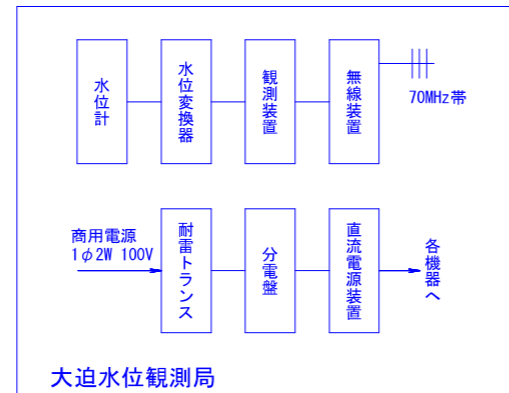 水位計
水位変換器
観測装置
無線装置
70MHz帯
商用電源
1φ2W 100V
耐雷トランス
分電盤
直流電源装置
各機器へ
大迫水位観測局